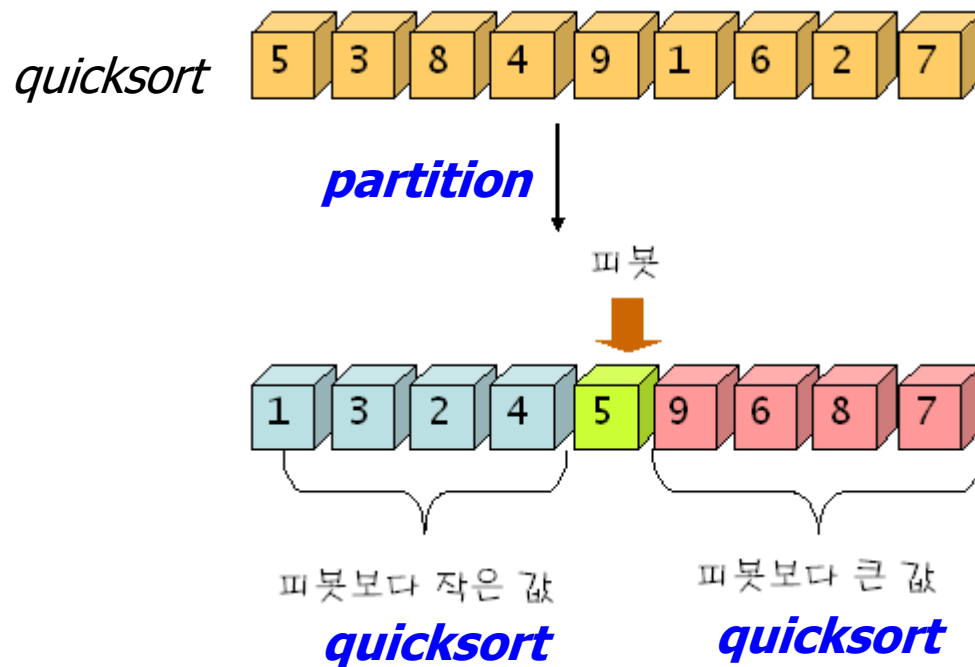 quicksort 5 3 8 4 9 1 6 2 7
partition
피봇
1 3 2 4 5 9 6 8 7
피봇보다 작은 값 피봇보다 큰 값
quicksort quicksort